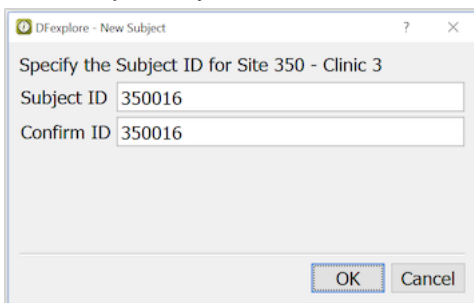 DFexplore - New Subject ? ×
Specify the Subject ID for Site 350 - Clinic 3
Subject ID 350016
Confirm ID 350016
OK Cancel